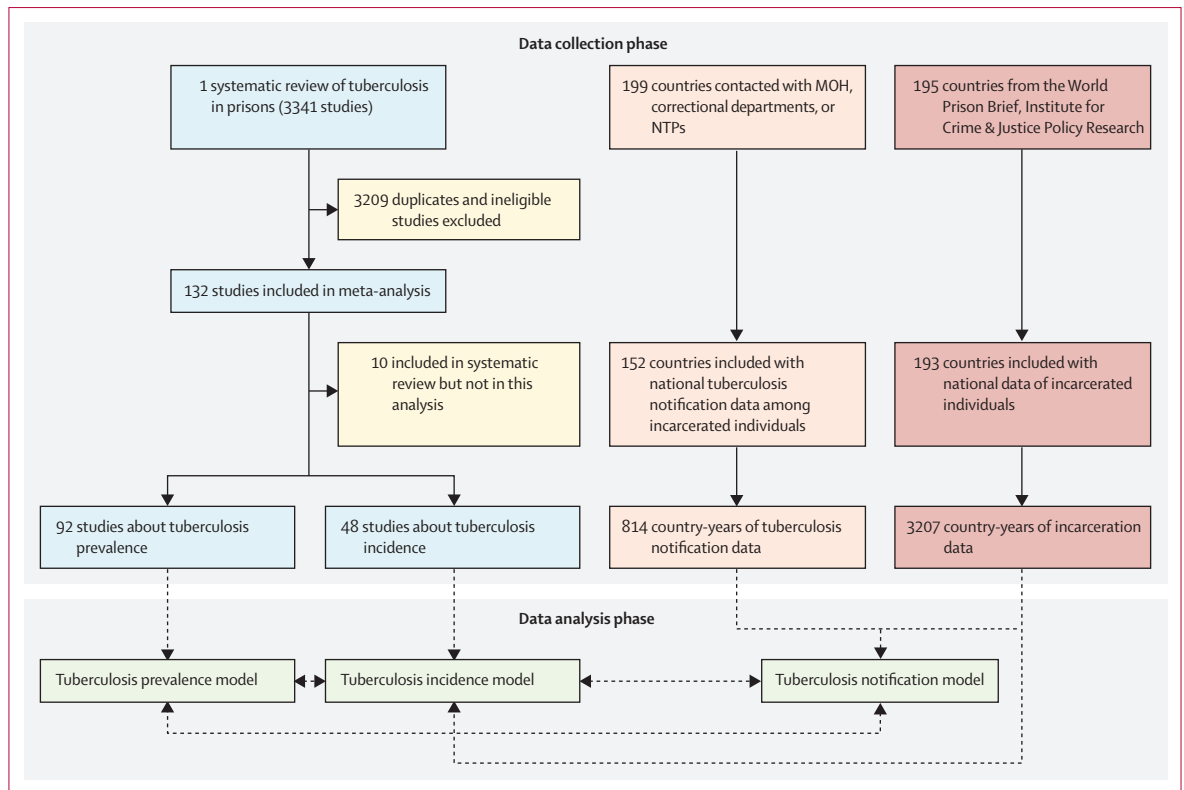 Data collection phase
1 systematic review of tuberculosis
in prisons (3341 studies)
199 countries contacted with MOH,
correctional departments, or
NTPs
195 countries from the World
Prison Brief, Institute for
Crime & Justice Policy Research
3209 duplicates and ineligible
studies excluded
132 studies included in meta-analysis
10 included in systematic
review but not in this
analysis
152 countries included with
national tuberculosis
notification data among
incarcerated individuals
193 countries included with
national data of incarcerated
individuals
92 studies about tuberculosis
prevalence
48 studies about tuberculosis
incidence
814 country-years of tuberculosis
notification data
3207 country-years of incarceration
data
Data analysis phase
Tuberculosis prevalence model
Tuberculosis incidence model
Tuberculosis notification model